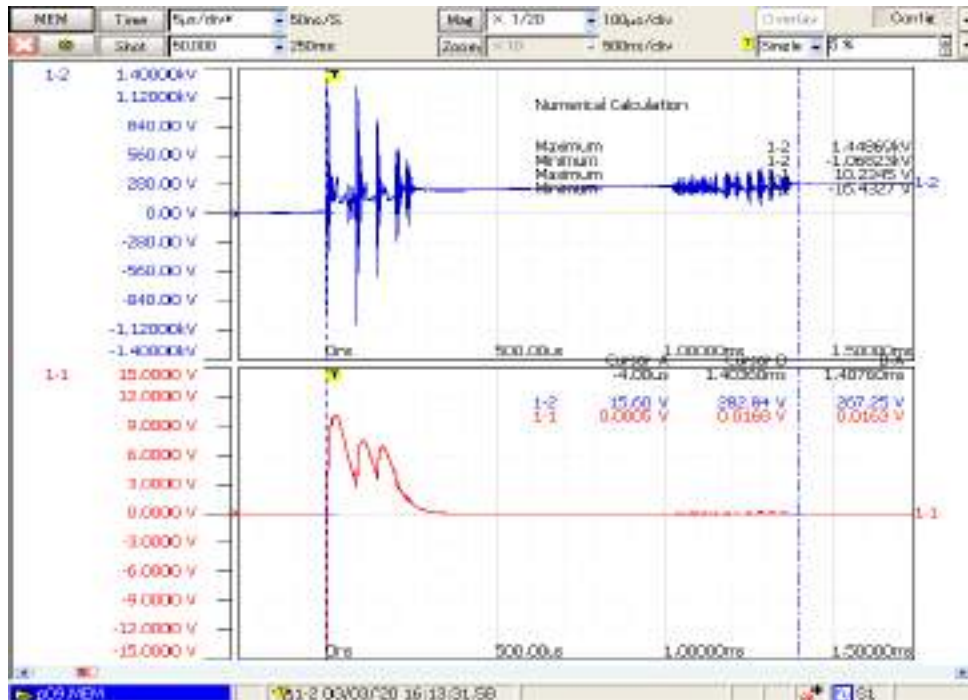 MEM Time 5µs/div* 50ns/S. Mag × 1/20 100µs/div Overlay Config
Shot 50.000 250ms Zoom ×10 500ms/div Single 5 %
1-2 1.40000kV
1.12000kV
840.00 V
560.00 V
280.00 V
0.00 V
-280.00 V
-560.00 V
-840.00 V
-1.12000kV
-1.40000kV
Numerical Calculation
Maximum 1-2 1.44869kV
Minimum 1-2 -1.06823kV
Maximum 10.2345 V
Minimum -16.4327 V
1-2
0ns 500.00us 1.00000ms 1.50000ms
Cursor A B-A
-4.00us 1.40360ms 1.40760ms
1-2 15.60 V 282.84 V 267.25 V
1-1 0.0005 V 0.0168 V 0.0163 V
1-1 15.0000 V
12.0000 V
9.0000 V
6.0000 V
3.0000 V
0.0000 V
-3.0000 V
-6.0000 V
-9.0000 V
-12.0000 V
-15.0000 V
1-1
0ns 500.00us 1.00000ms 1.50000ms
p09.MEM 1-2 03/03/20 16:13:31.58 S1